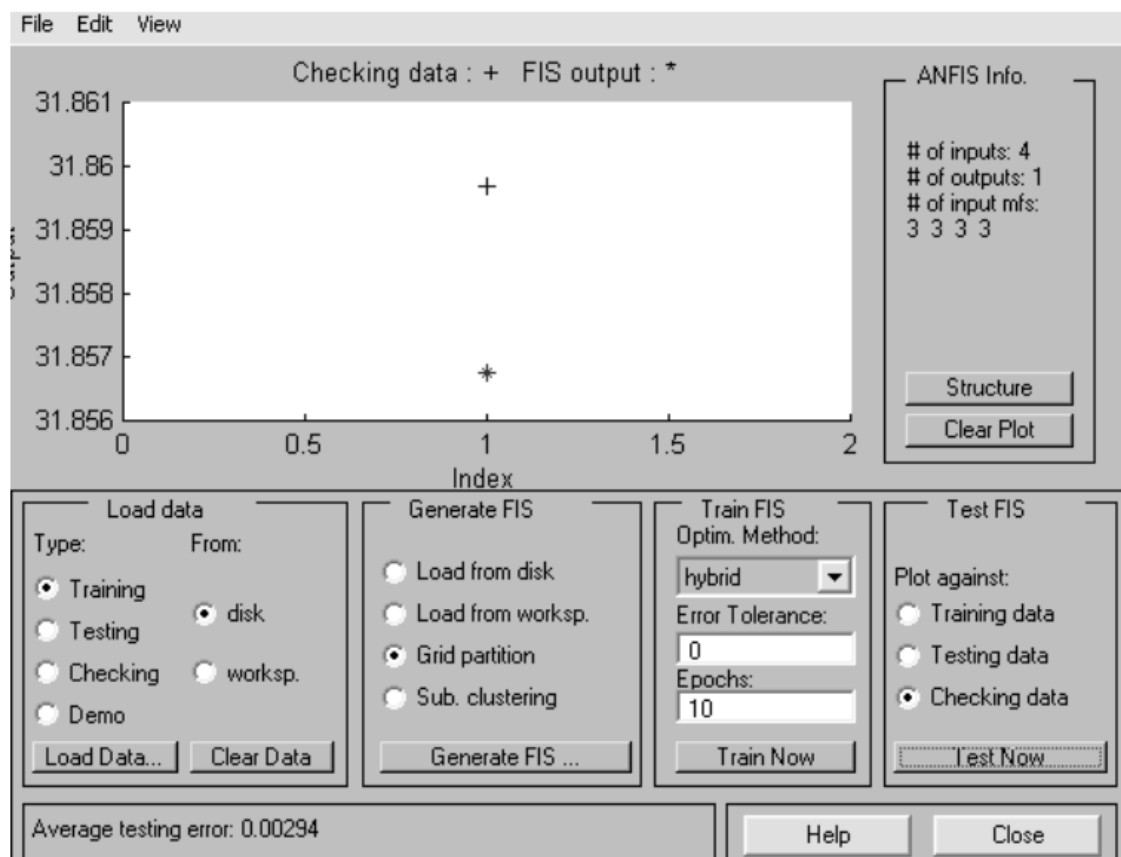 File Edit View
Checking data : + FIS output : *
31.861
31.86
31.859
31.858
31.857
31.856
0 0.5 1 1.5 2
Index
ANFIS Info.
# of inputs: 4
# of outputs: 1
# of input mfs:
3 3 3 3
Structure
Clear Plot
Load data
Type: From:
Training
Testing
Checking
Demo
disk
worksp.
Load Data... Clear Data
Generate FIS
Load from disk
Load from worksp.
Grid partition
Sub. clustering
Generate FIS ...
Train FIS
Optim. Method:
hybrid
Error Tolerance:
0
Epochs:
10
Train Now
Test FIS
Plot against:
Training data
Testing data
Checking data
Test Now
Average testing error: 0.00294
Help Close